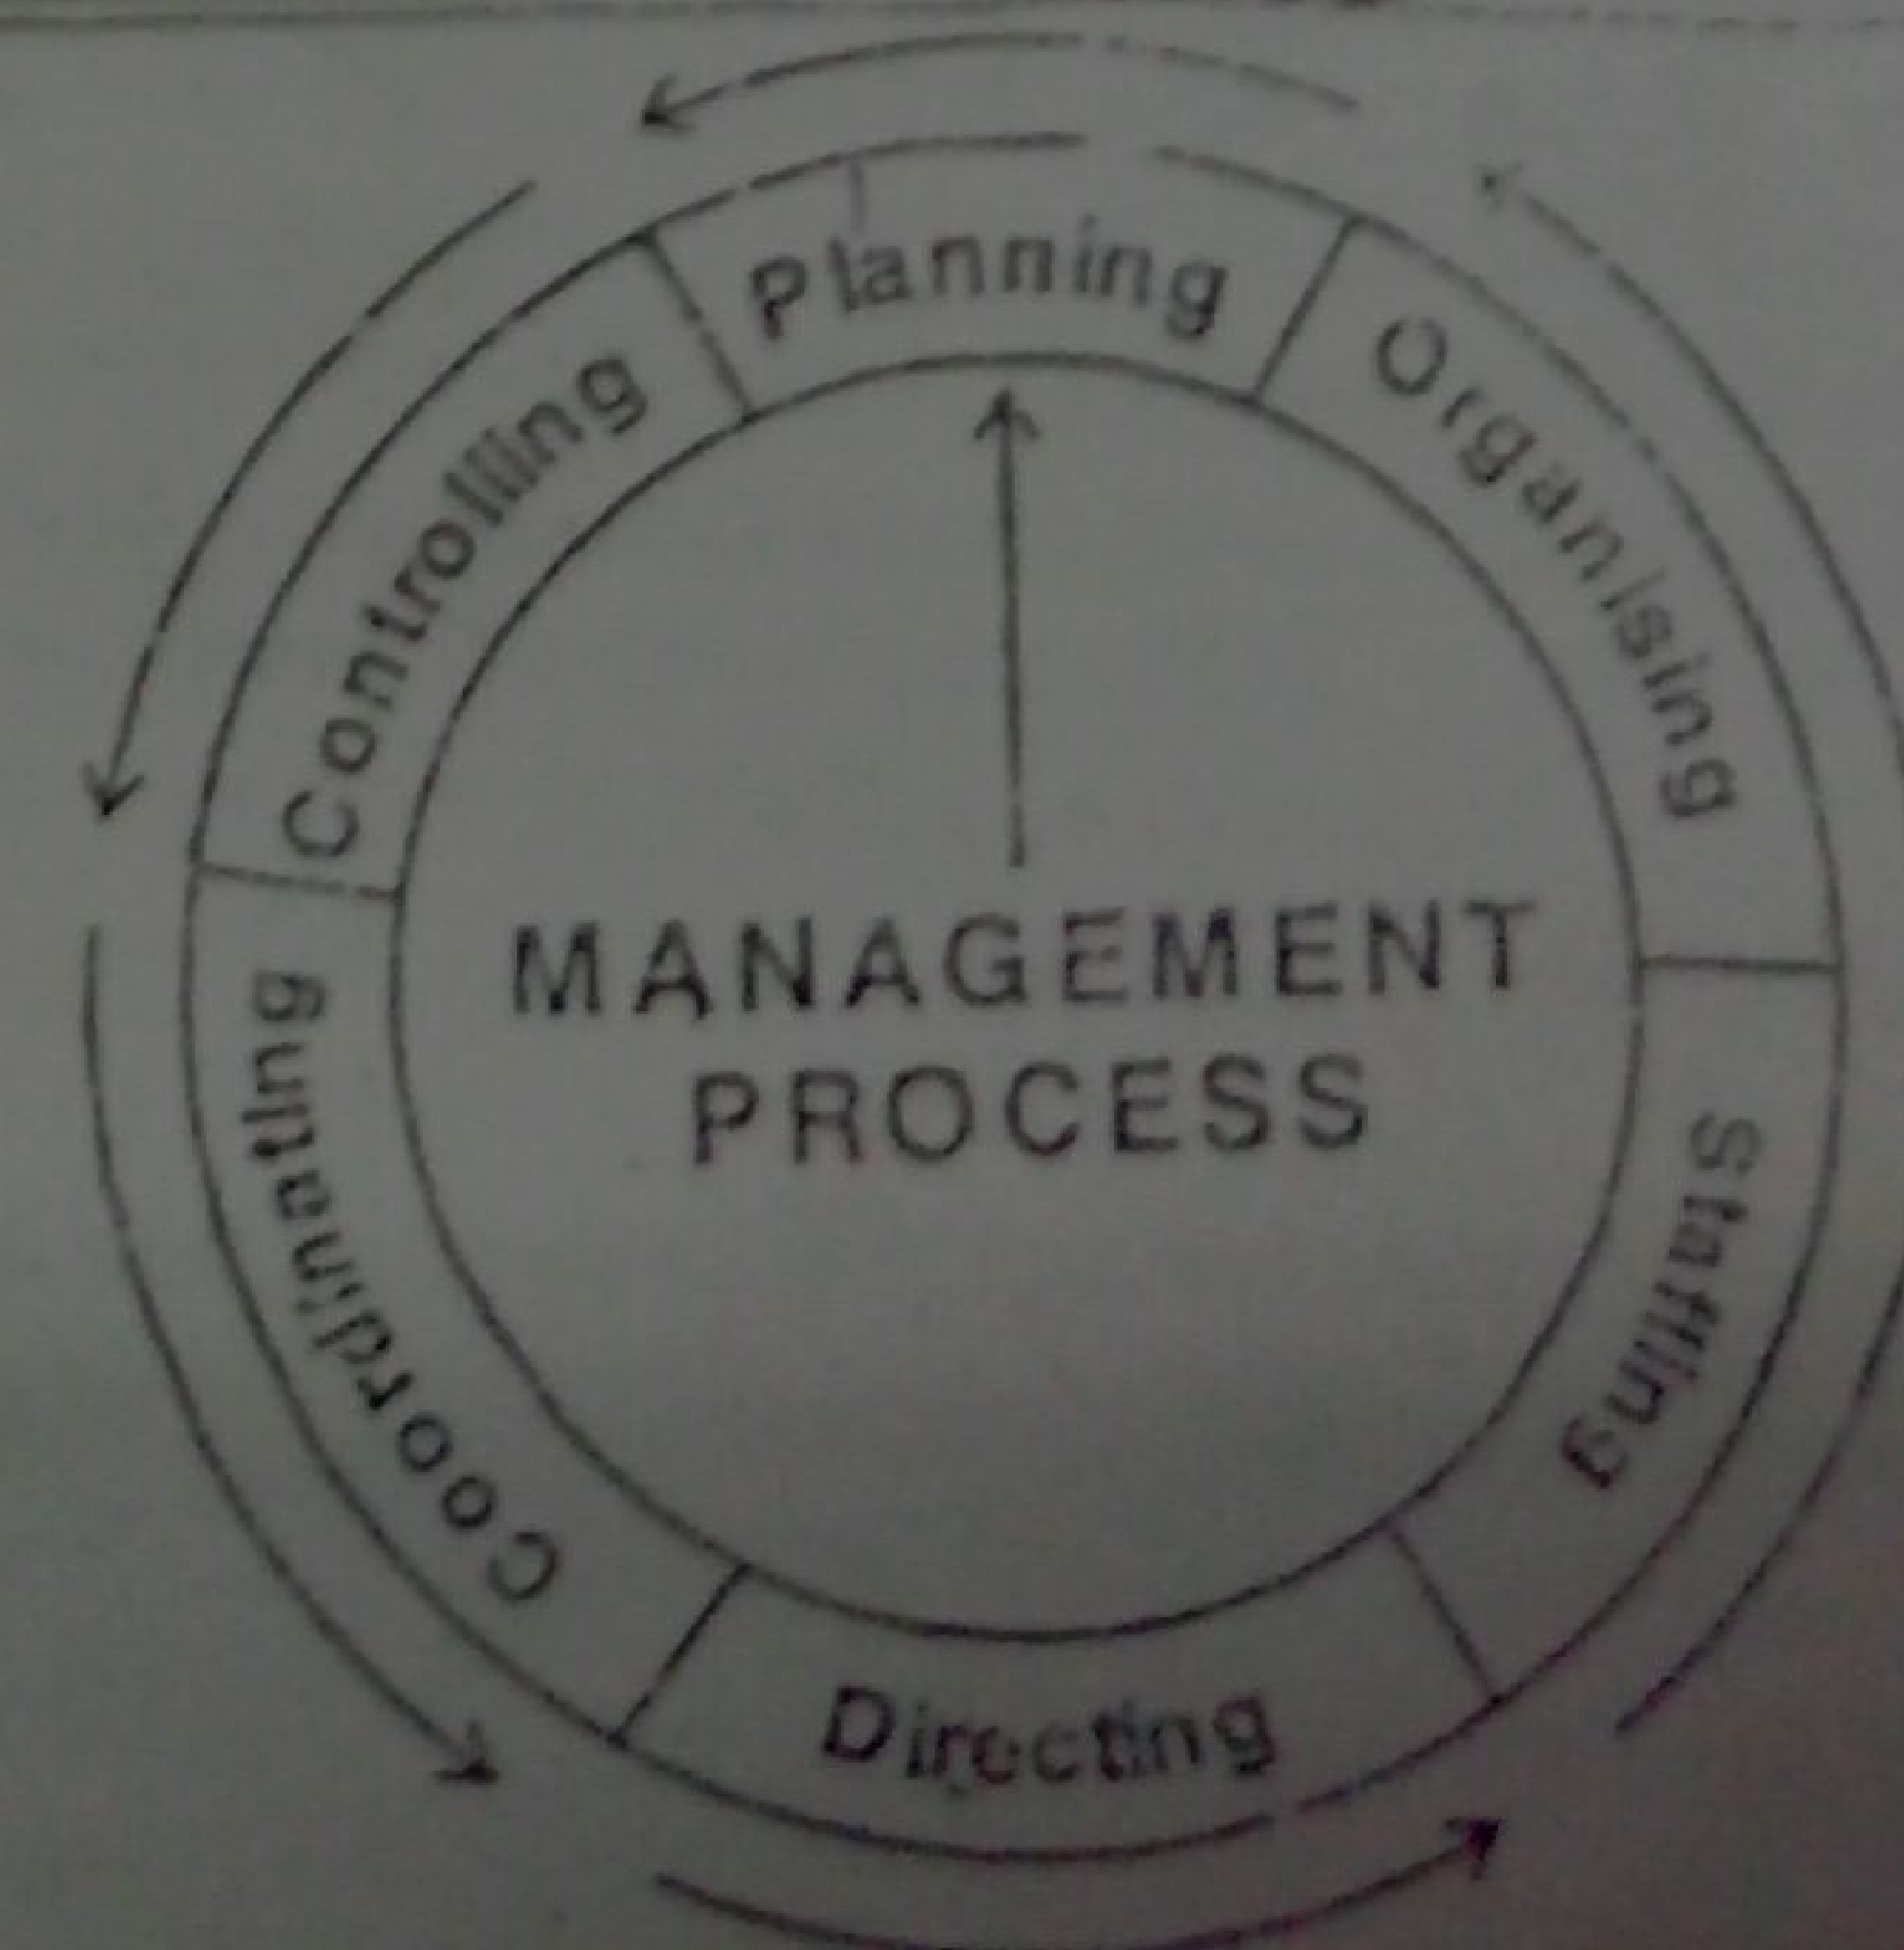 Planning
Organising
Staffing
Directing
Coordinating
Controlling
MANAGEMENT
PROCESS